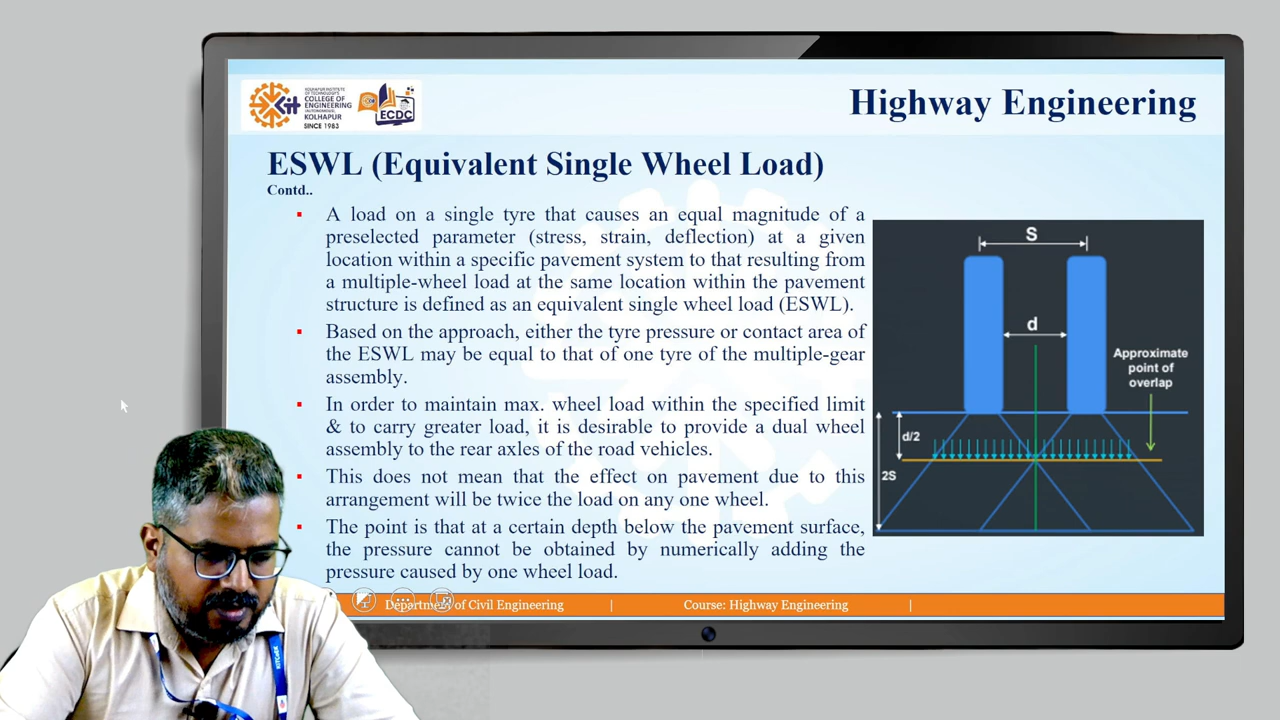 KOLHAPUR INSTITUTE
OF TECHNOLOGY'S
COLLEGE OF
ENGINEERING
(AUTONOMOUS),
KOLHAPUR
SINCE 1983
KIT
ECDC
Highway Engineering
ESWL (Equivalent Single Wheel Load)
Contd..
▪ A load on a single tyre that causes an equal magnitude of a
preselected parameter (stress, strain, deflection) at a given
location within a specific pavement system to that resulting from
a multiple-wheel load at the same location within the pavement
structure is defined as an equivalent single wheel load (ESWL).
▪ Based on the approach, either the tyre pressure or contact area of
the ESWL may be equal to that of one tyre of the multiple-gear
assembly.
▪ In order to maintain max. wheel load within the specified limit
& to carry greater load, it is desirable to provide a dual wheel
assembly to the rear axles of the road vehicles.
▪ This does not mean that the effect on pavement due to this
arrangement will be twice the load on any one wheel.
▪ The point is that at a certain depth below the pavement surface,
the pressure cannot be obtained by numerically adding the
pressure caused by one wheel load.
S
d
Approximate
point of
overlap
d/2
2S
Department of Civil Engineering | Course: Highway Engineering |